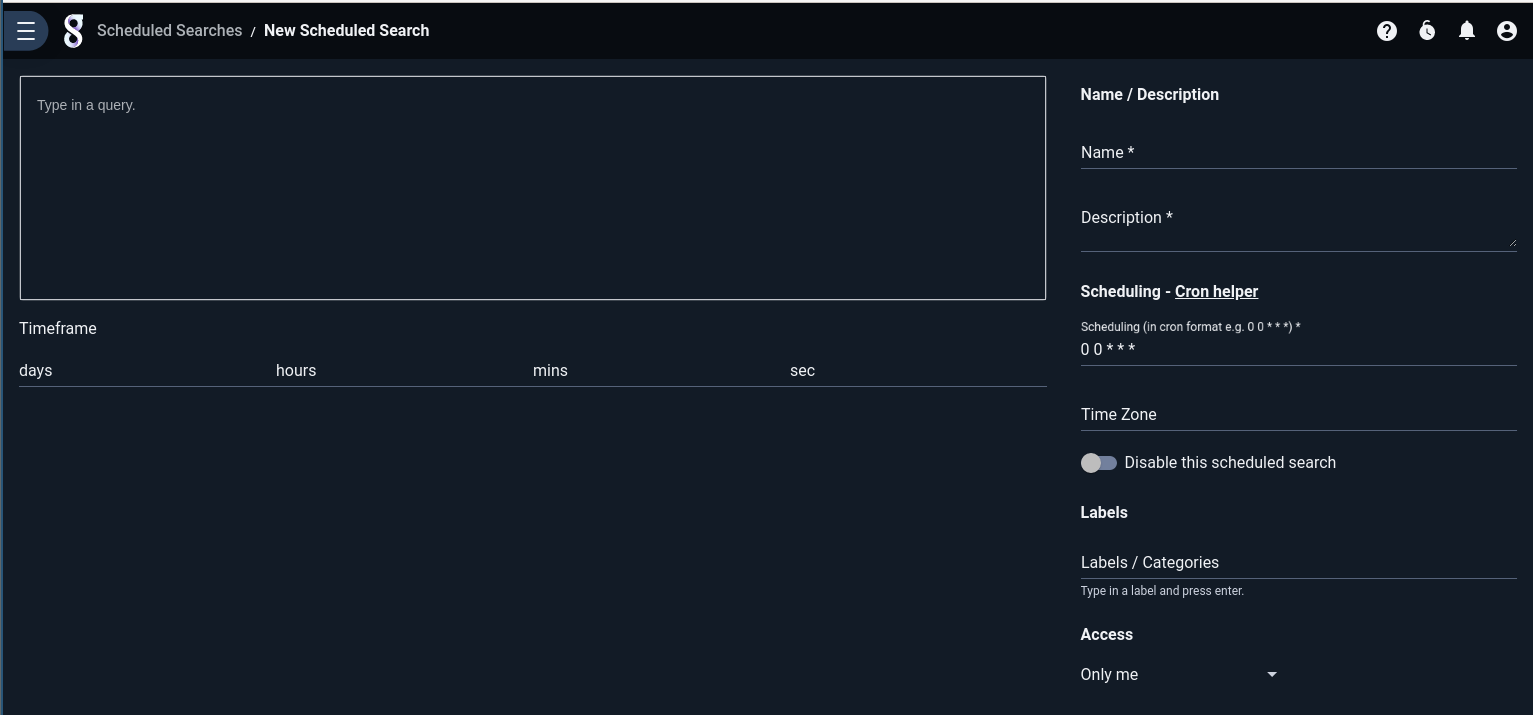 Scheduled Searches / New Scheduled Search
Type in a query.
Timeframe
days hours mins sec
Name / Description
Name *
Description *
Scheduling - Cron helper
Scheduling (in cron format e.g. 0 0 * * *) *
0 0 * * *
Time Zone
Disable this scheduled search
Labels
Labels / Categories
Type in a label and press enter.
Access
Only me